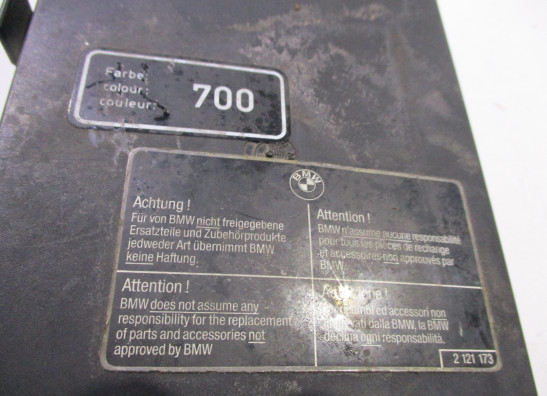 Farbe:
colour:
couleur:
700
BMW
Achtung !
Für von BMW nicht freigegebene
Ersatzteile und Zubehörprodukte
jedweder Art übernimmt BMW
keine Haftung.
Attention !
BMW n'assume aucune responsabilité
pour tous les pièces de rechange
et accessoires non approuvés par
BMW.
Attention !
BMW does not assume any
responsibility for the replacement
of parts and accessories not
approved by BMW
ed accessori non
dalla BMW, la BMW
declina ogni responsabilità.
2 121 173